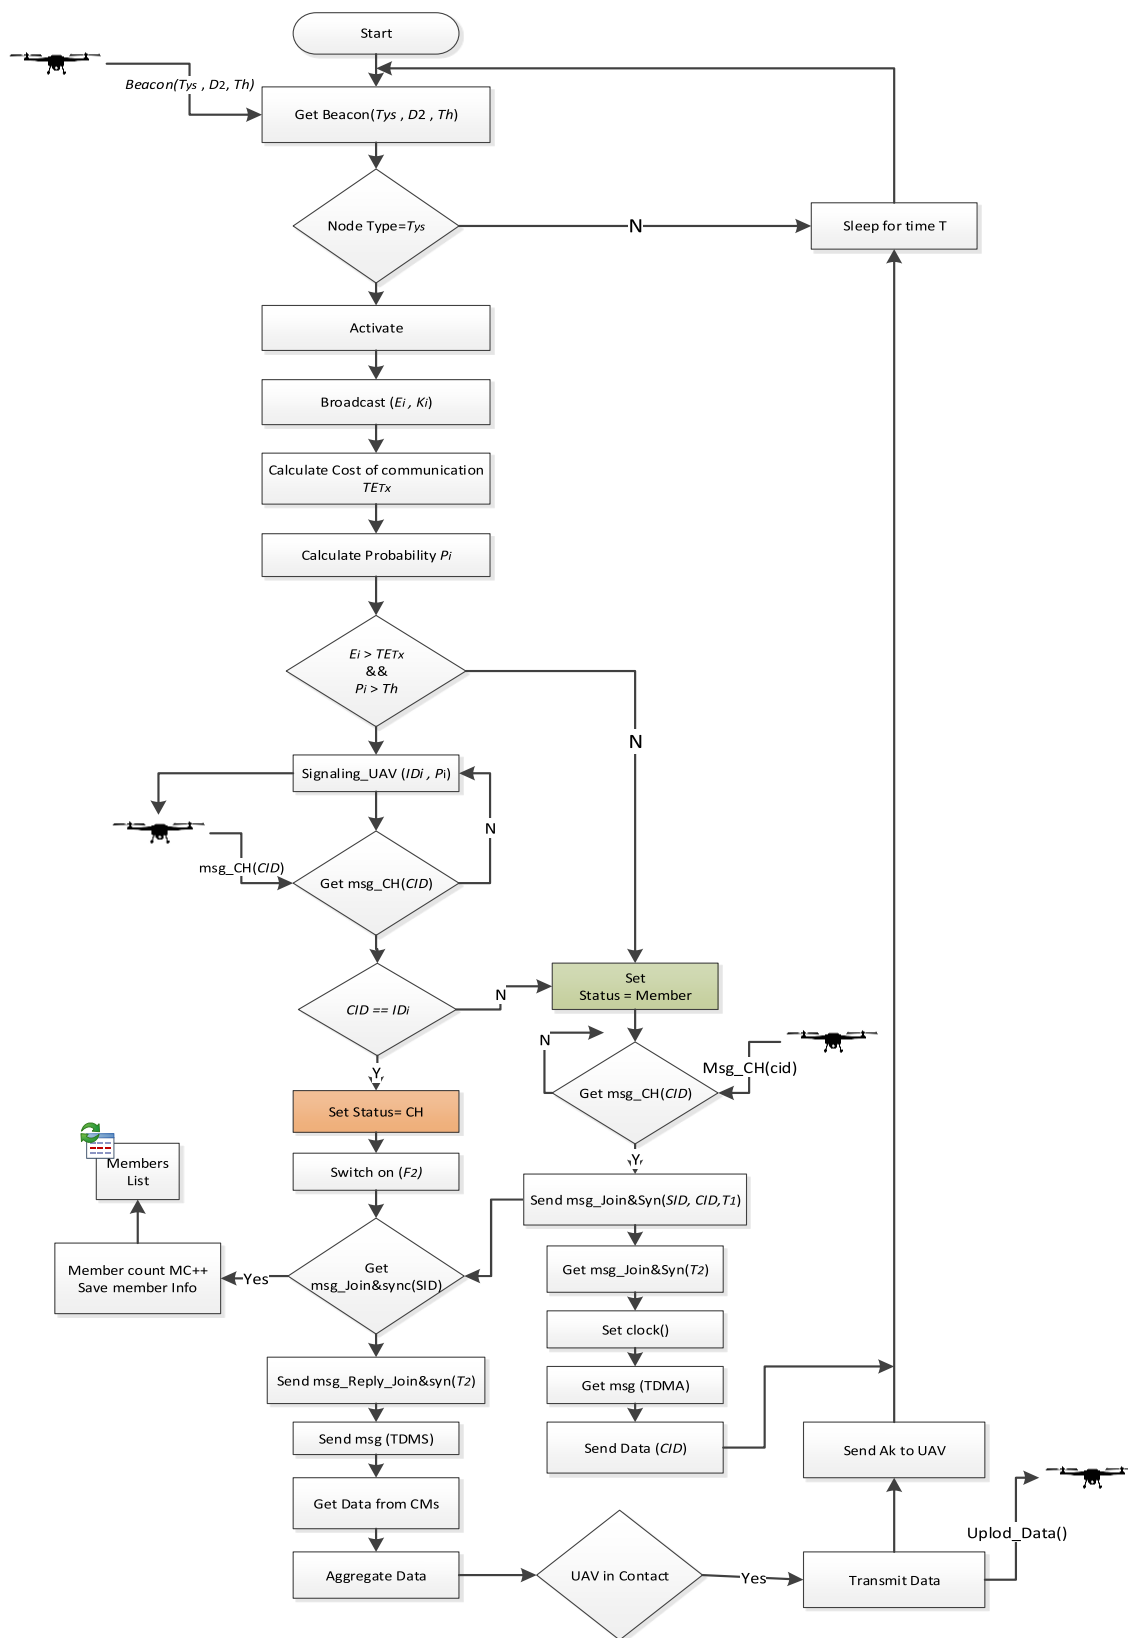 Start
Beacon(Tys , D2, Th)
Get Beacon(Tys , D2 , Th)
Node Type=Tys
N
Sleep for time T
Activate
Broadcast (Ei , Ki)
Calculate Cost of communication
TETx
Calculate Probability Pi
Ei > TETx
&&
Pi > Th
N
Signaling_UAV (IDi , Pi)
N
msg_CH(CID)
Get msg_CH(CID)
Set
Status = Member
CID == IDi
N
N
Msg_CH(cid)
Get msg_CH(CID)
Y
Set Status= CH
Y
Members
List
Switch on (F2)
Send msg_Join&Syn(SID, CID,T1)
Member count MC++
Save member Info
Yes
Get
msg_Join&sync(SID)
Get msg_Join&Syn(T2)
Set clock()
Send msg_Reply_Join&syn(T2)
Get msg (TDMA)
Send msg (TDMS)
Send Data (CID)
Send Ak to UAV
Get Data from CMs
Uplod_Data()
Aggregate Data
UAV in Contact
Yes
Transmit Data